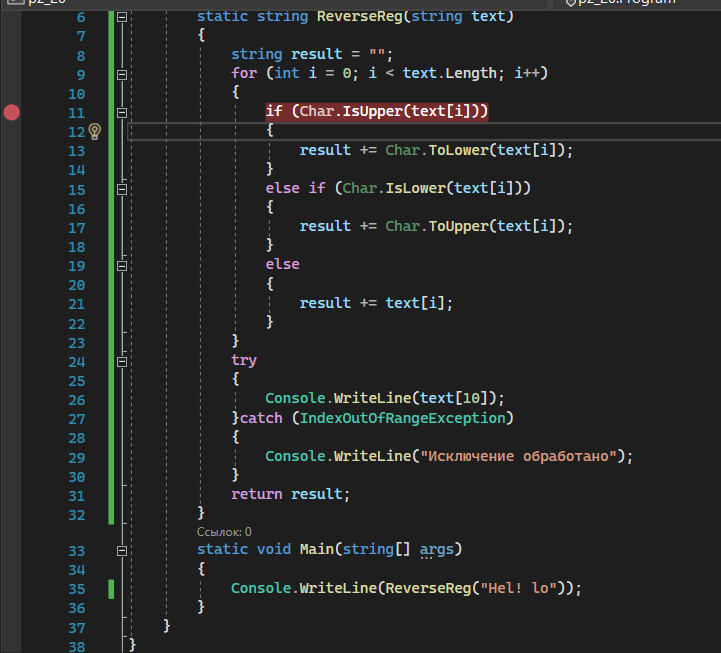 pz_20 pz_20.Program
6 static string ReverseReg(string text)
7 {
8 string result = "";
9 for (int i = 0; i < text.Length; i++)
10 {
11 if (Char.IsUpper(text[i]))
12 {
13 result += Char.ToLower(text[i]);
14 }
15 else if (Char.IsLower(text[i]))
16 {
17 result += Char.ToUpper(text[i]);
18 }
19 else
20 {
21 result += text[i];
22 }
23 }
24 try
25 {
26 Console.WriteLine(text[10]);
27 }catch (IndexOutOfRangeException)
28 {
29 Console.WriteLine("Исключение обработано");
30 }
31 return result;
32 }
Ссылок: 0
33 static void Main(string[] args)
34 {
35 Console.WriteLine(ReverseReg("Hel! lo"));
36 }
37 }
38 }